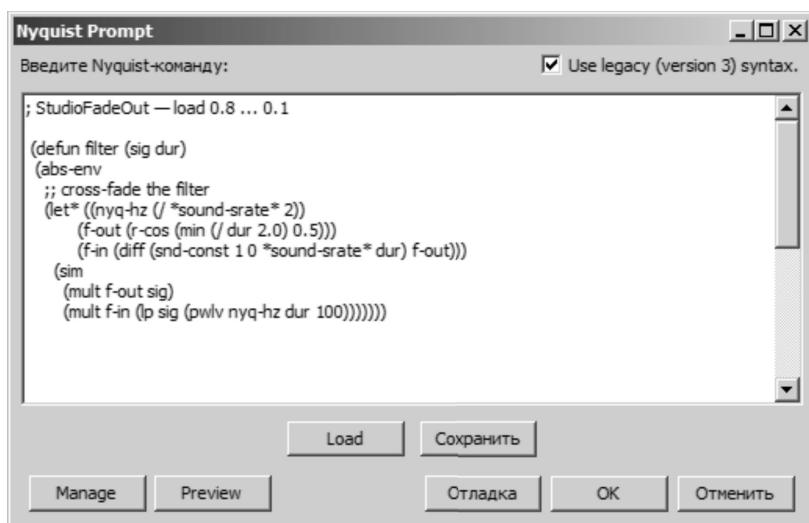 Nyquist Prompt
Введите Nyquist-команду:
Use legacy (version 3) syntax.
; StudioFadeOut — load 0.8 ... 0.1
(defun filter (sig dur)
(abs-env
;; cross-fade the filter
(let* ((nyq-hz (/ *sound-srate* 2))
(f-out (r-cos (min (/ dur 2.0) 0.5)))
(f-in (diff (snd-const 1 0 *sound-srate* dur) f-out)))
(sim
(mult f-out sig)
(mult f-in (lp sig (pwlv nyq-hz dur 100)))))))
Load Сохранить
Manage Preview Отладка OK Отменить